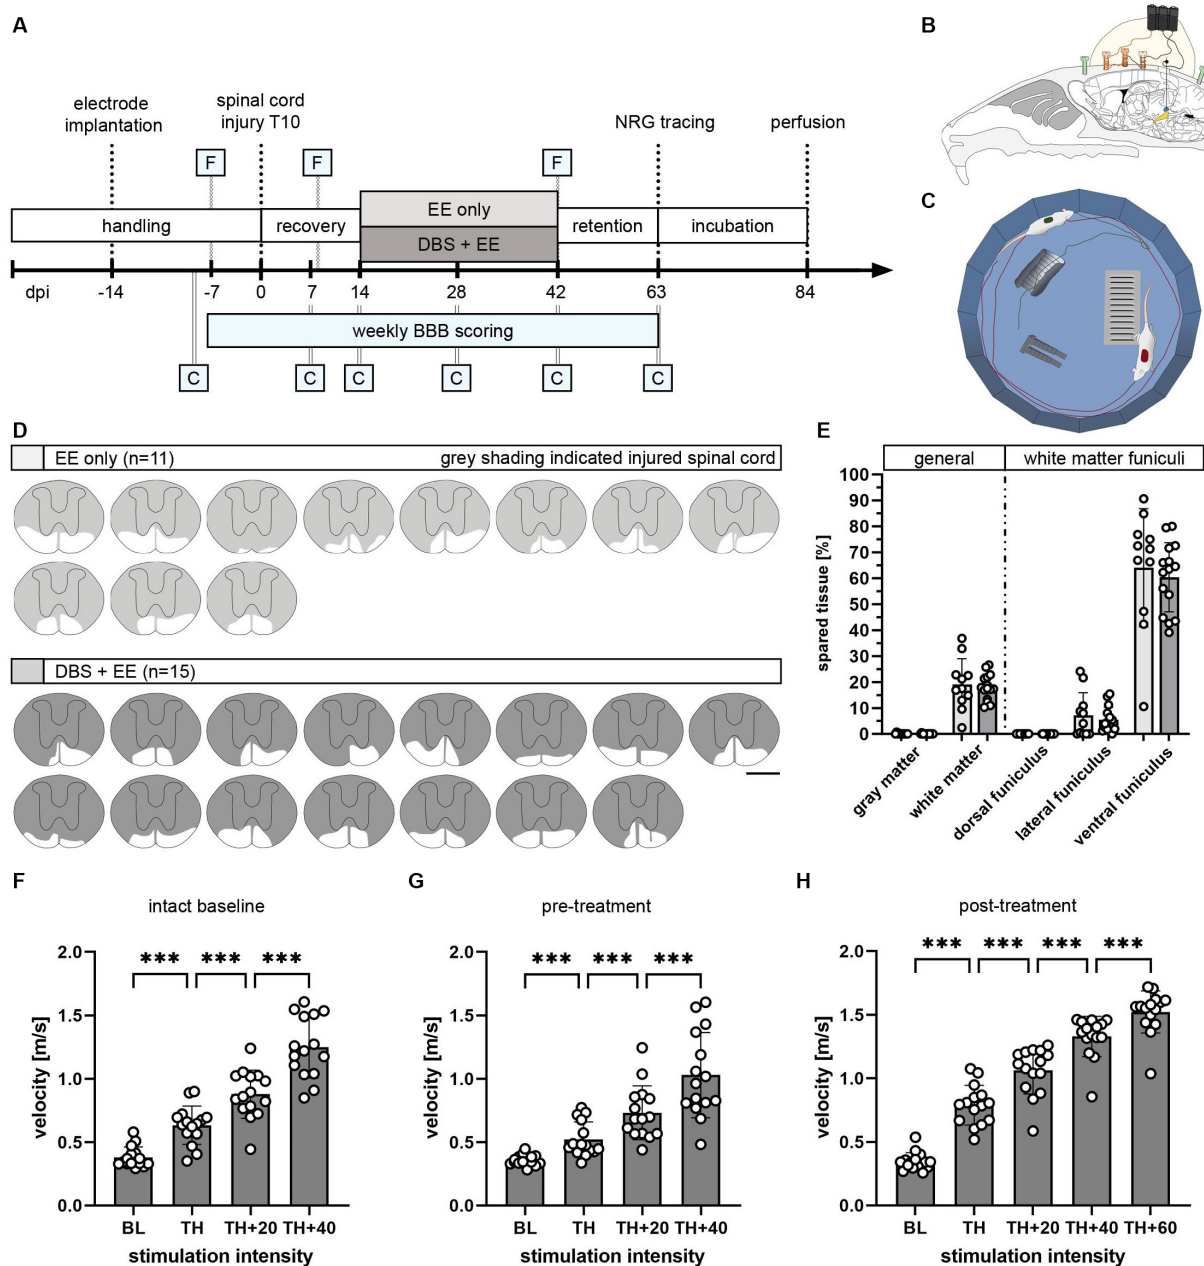 A
B
electrode implantation
spinal cord injury T10
NRG tracing
perfusion
F
F
F
handling
recovery
EE only
DBS + EE
retention
incubation
dpi
-14
-7
0
7
14
28
42
63
84
weekly BBB scoring
C
C
C
C
C
C
C
D
EE only (n=11)
grey shading indicated injured spinal cord
DBS + EE (n=15)
E
general
white matter funiculi
spared tissue [%]
100
90
80
70
60
50
40
30
20
10
0
gray matter
white matter
dorsal funiculus
lateral funiculus
ventral funiculus
F
intact baseline
*** *** ***
velocity [m/s]
2.0
1.5
1.0
0.5
0.0
BL TH TH+20 TH+40
stimulation intensity
G
pre-treatment
*** *** ***
velocity [m/s]
2.0
1.5
1.0
0.5
0.0
BL TH TH+20 TH+40
stimulation intensity
H
post-treatment
*** *** *** ***
velocity [m/s]
2.0
1.5
1.0
0.5
0.0
BL TH TH+20 TH+40 TH+60
stimulation intensity